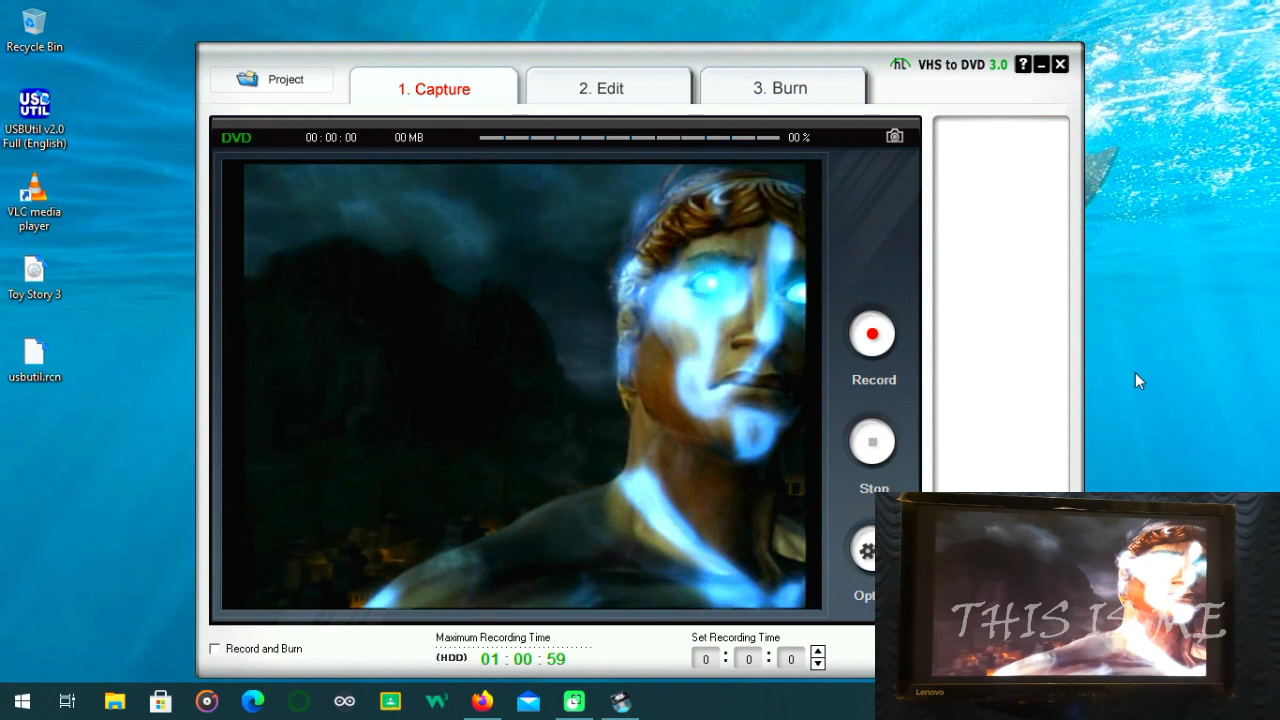 Recycle Bin
USBUtil v2.0
Full (English)
VLC media
player
Toy Story 3
usbutil.rcn
USB
UTIL
Project
1. Capture
2. Edit
3. Burn
VHS to DVD 3.0
?
DVD
00 : 00 : 00
00 MB
00 %
Record
Stop
Opt
Record and Burn
Maximum Recording Time
(HDD) 01 : 00 : 59
Set Recording Time
0 : 0 : 0
THIS IS ME
Lenovo